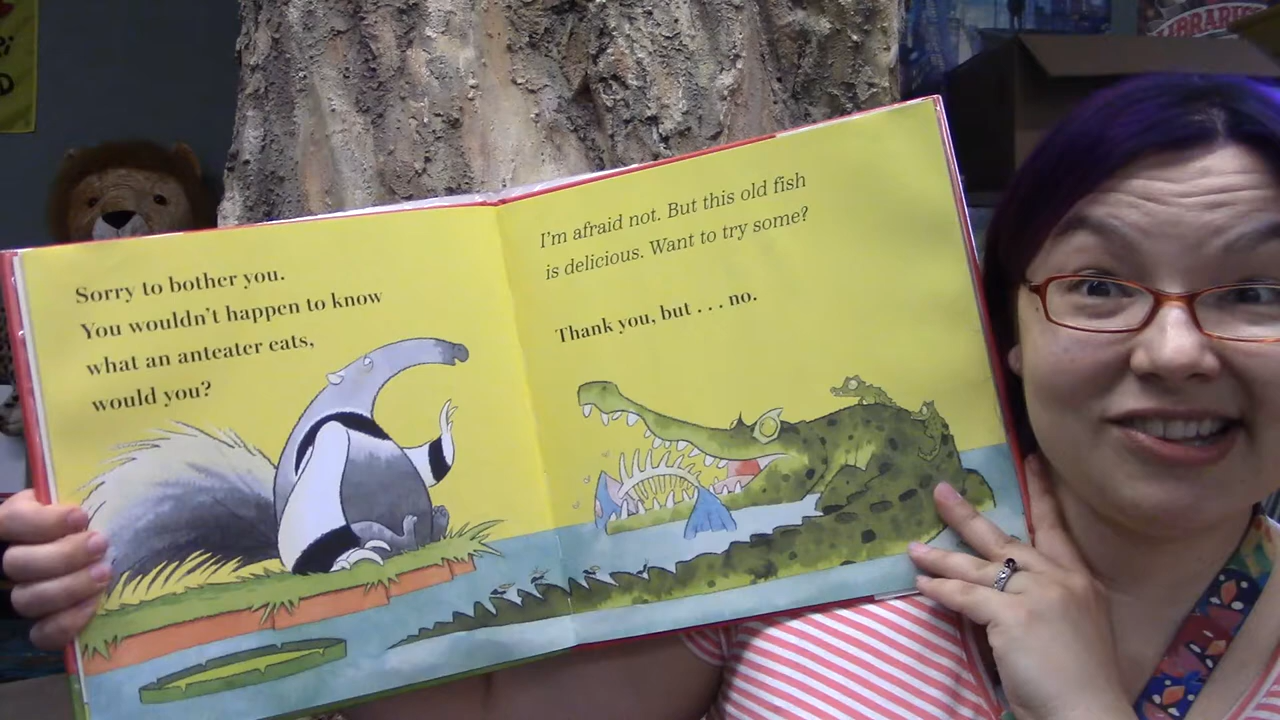 LIBRARIES
Sorry to bother you.
You wouldn't happen to know
what an anteater eats,
would you?
I'm afraid not. But this old fish
is delicious. Want to try some?
Thank you, but . . . no.